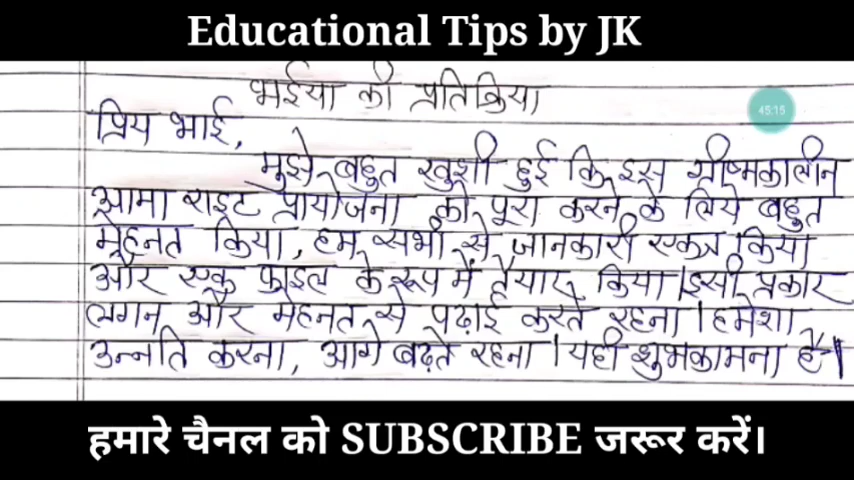 Educational Tips by JK
भईया की प्रतिक्रिया
45:15
प्रिय भाई,
मुझे बहुत खुशी हुई कि इस ग्रीष्मकालीन
आमा राइट प्रायोजना को पूरा करने के लिये बहुत
मेहनत किया, हम सभी से जानकारी एकत्र किया
और एक फाइल के रूप में तैयार किया। इसी प्रकार
लगन और मेहनत से पढ़ाई करते रहना। हमेशा
उन्नति करना, आगे बढ़ते रहना। यही शुभकामना है।
हमारे चैनल को SUBSCRIBE जरूर करें।